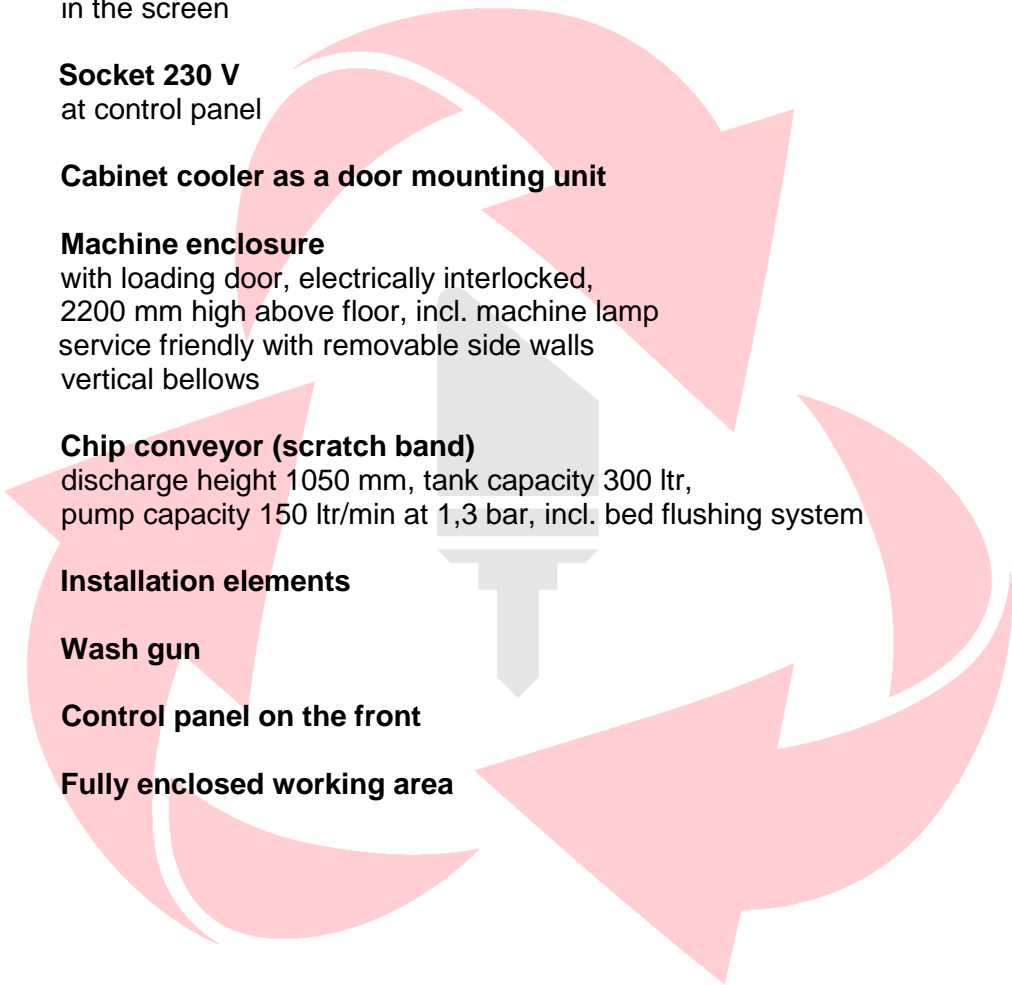 in the screen
Socket 230 V
at control panel
Cabinet cooler as a door mounting unit
Machine enclosure
with loading door, electrically interlocked,
2200 mm high above floor, incl. machine lamp
service friendly with removable side walls
vertical bellows
Chip conveyor (scratch band)
discharge height 1050 mm, tank capacity 300 ltr,
pump capacity 150 ltr/min at 1,3 bar, incl. bed flushing system
Installation elements
Wash gun
Control panel on the front
Fully enclosed working area